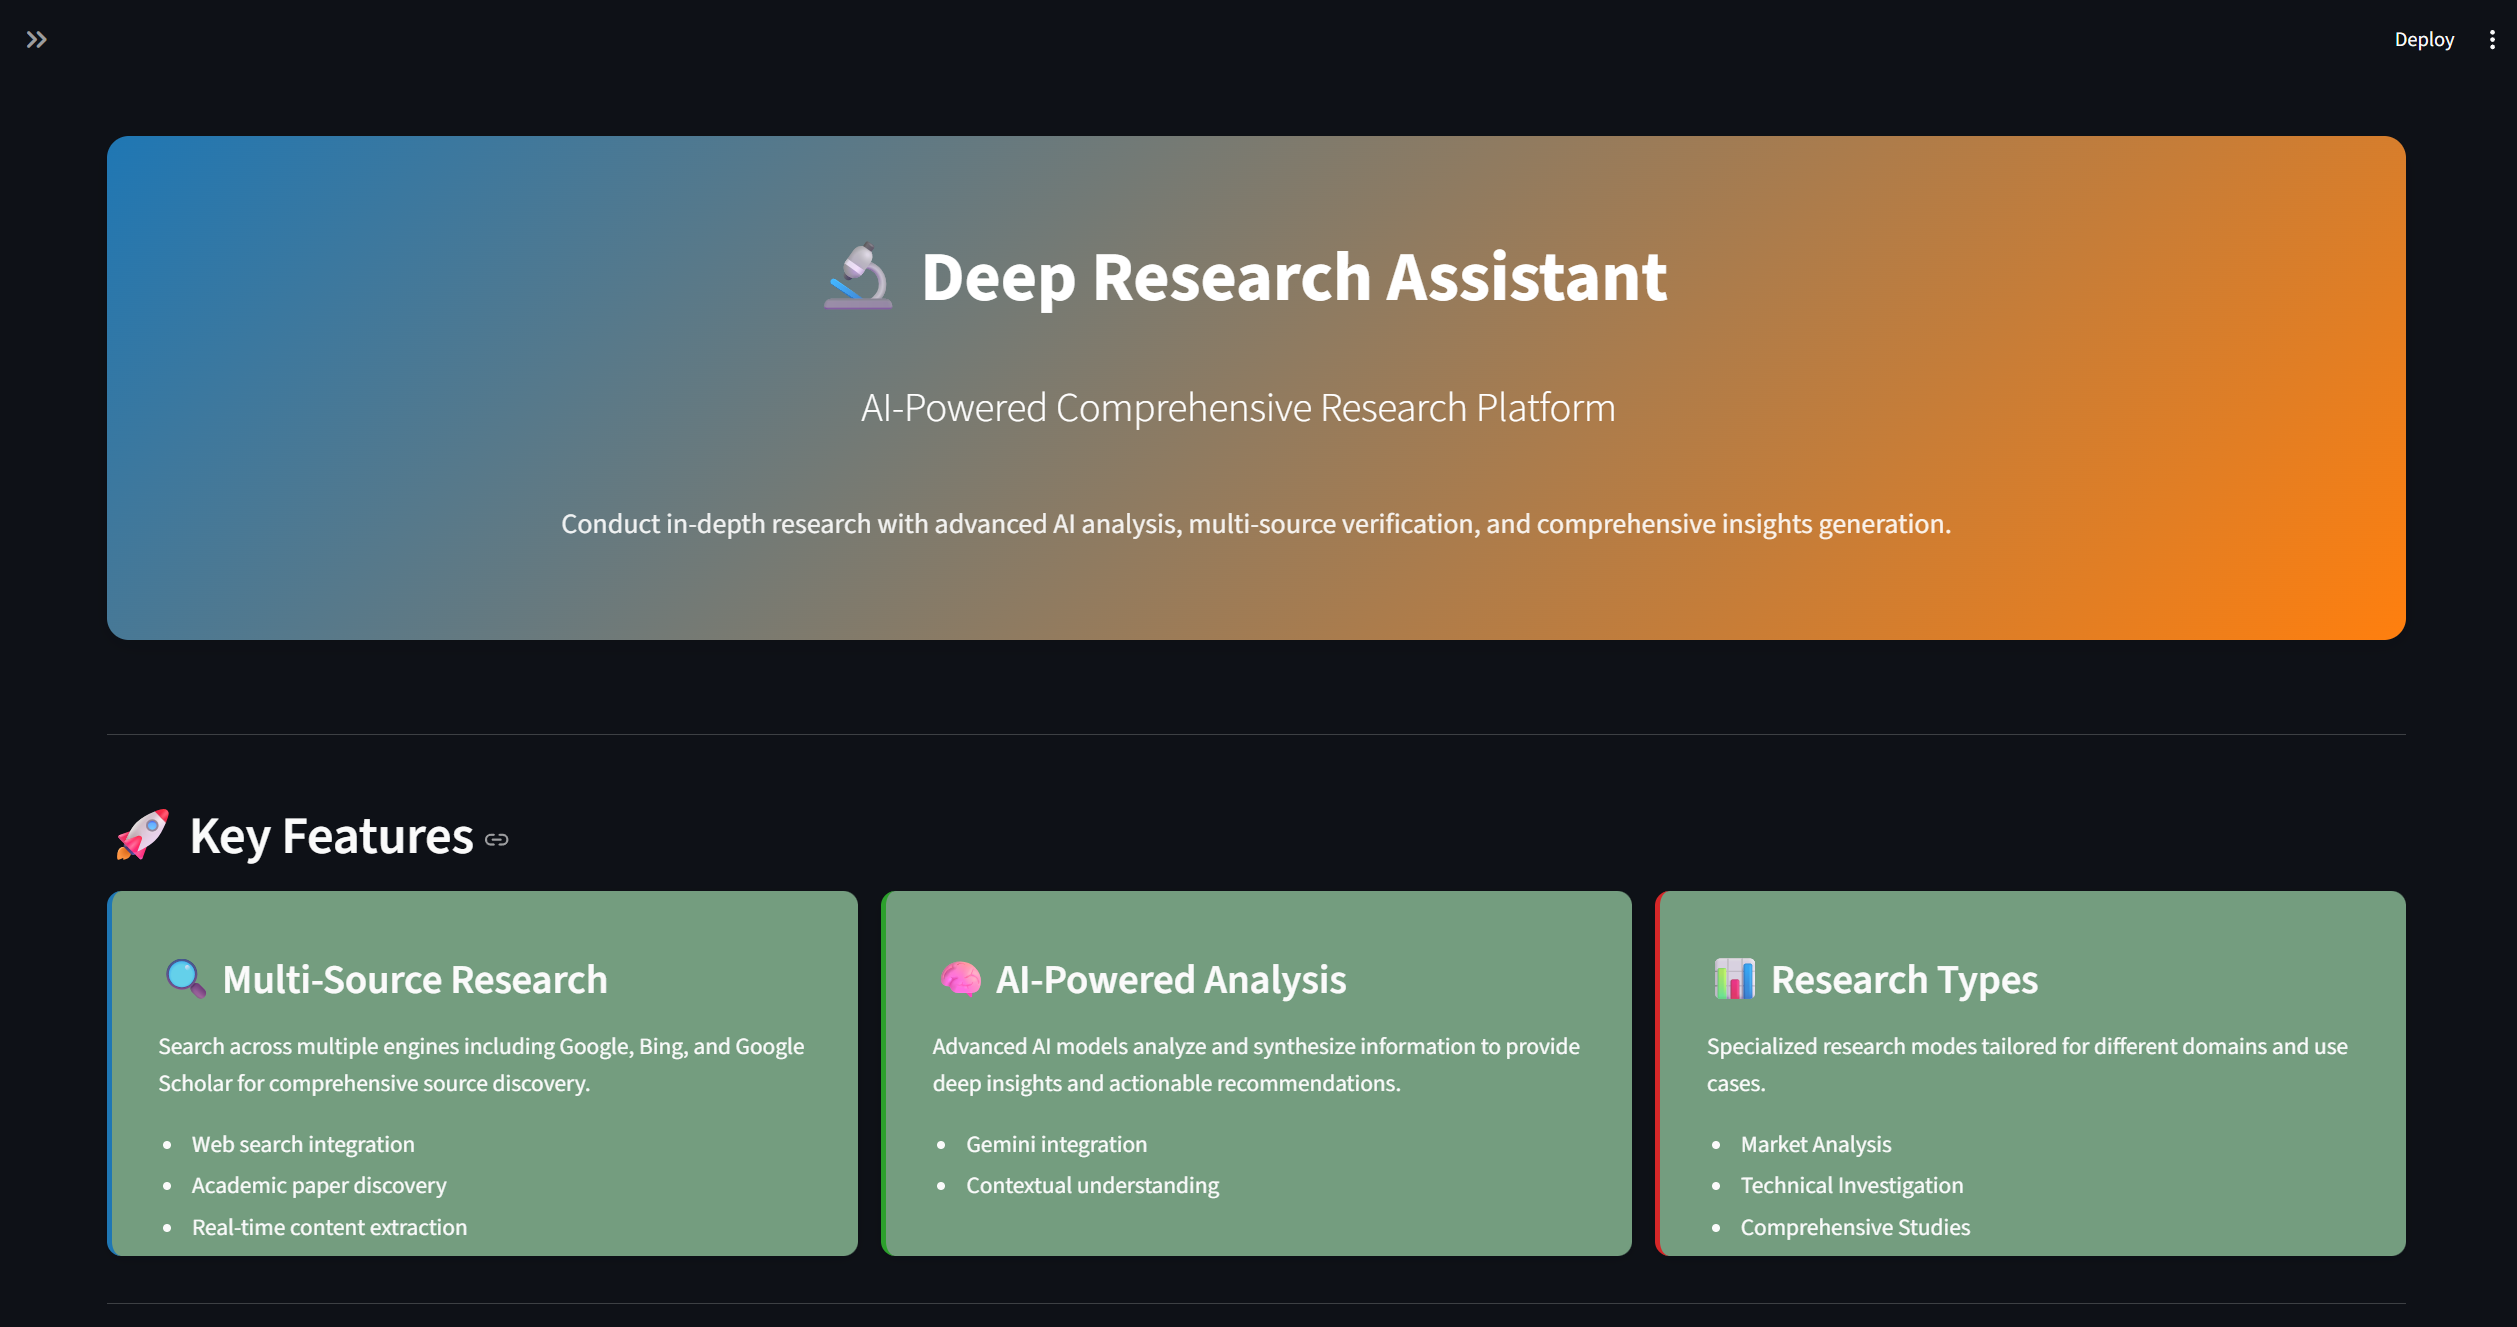 Deploy
Deep Research Assistant
AI-Powered Comprehensive Research Platform
Conduct in-depth research with advanced AI analysis, multi-source verification, and comprehensive insights generation.
Key Features
Multi-Source Research
Search across multiple engines including Google, Bing, and Google
Scholar for comprehensive source discovery.
• Web search integration
• Academic paper discovery
• Real-time content extraction
AI-Powered Analysis
Advanced AI models analyze and synthesize information to provide
deep insights and actionable recommendations.
• Gemini integration
• Contextual understanding
Research Types
Specialized research modes tailored for different domains and use
cases.
• Market Analysis
• Technical Investigation
• Comprehensive Studies